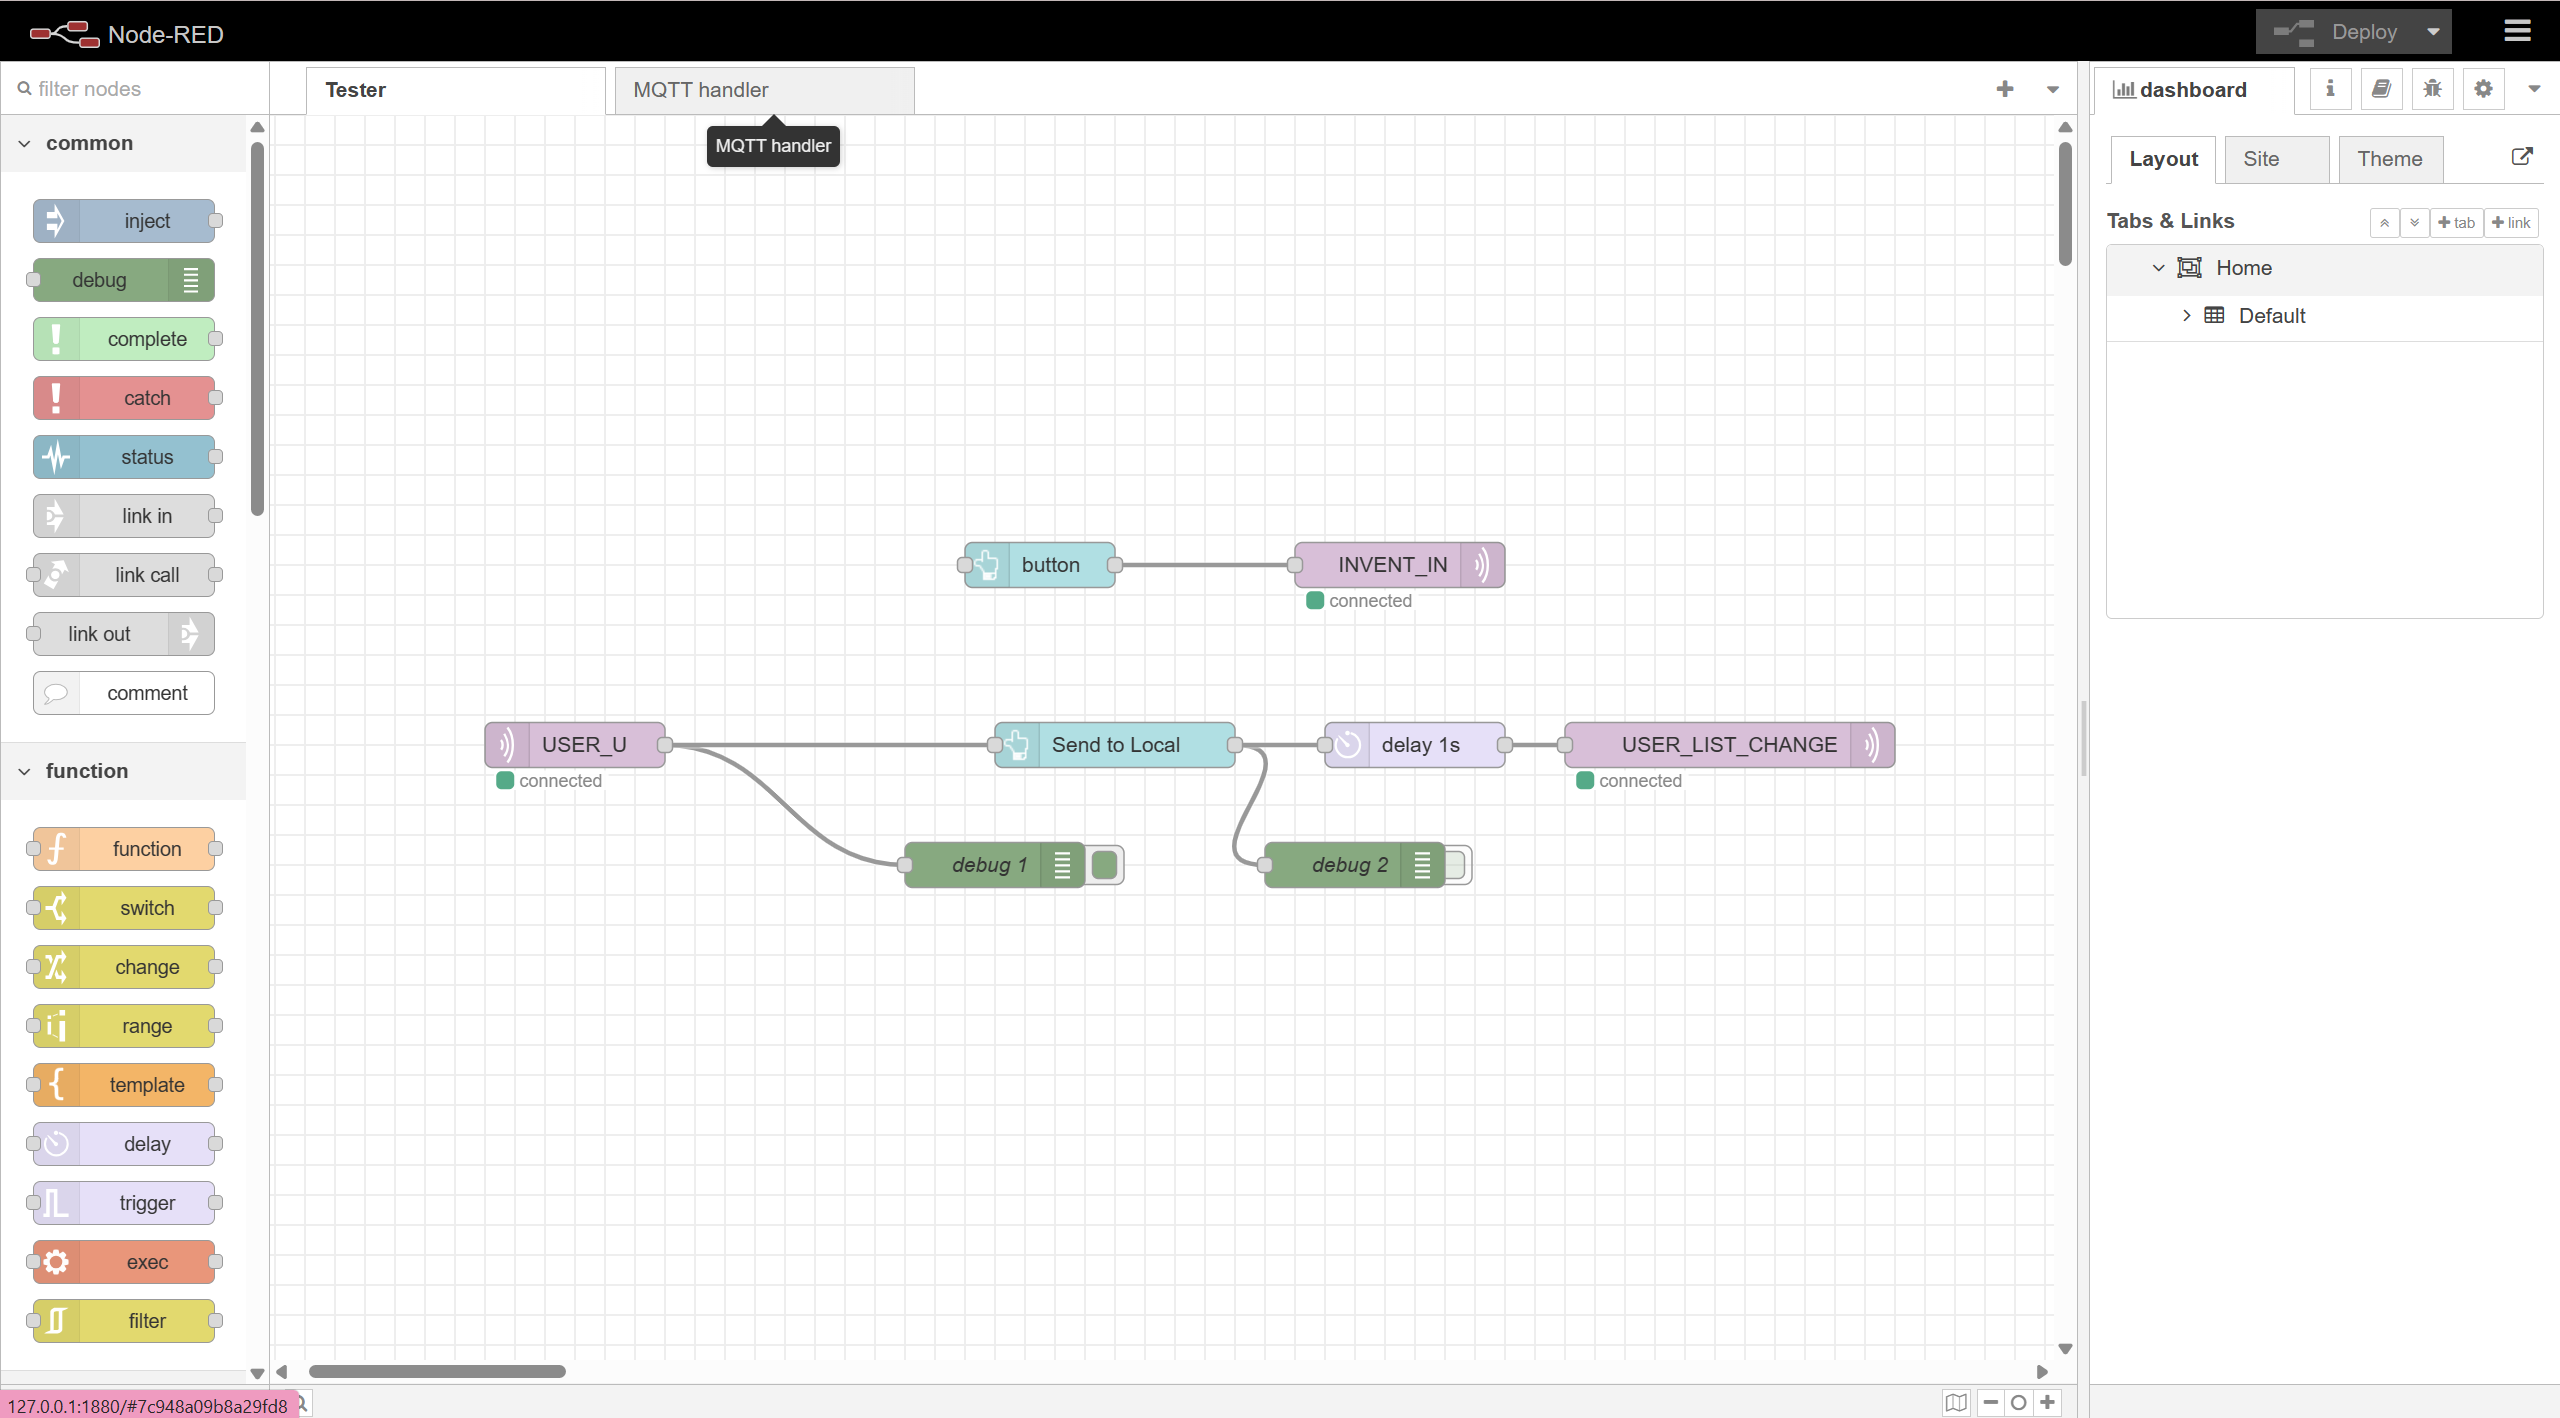 Node-RED
Deploy
filter nodes
Tester
MQTT handler
dashboard
MQTT handler
Layout
Site
Theme
Tabs & Links
tab
link
Home
Default
common
inject
debug
complete
catch
status
link in
link call
link out
comment
function
function
switch
change
range
template
delay
trigger
exec
filter
button
INVENT_IN
connected
USER_U
connected
Send to Local
delay 1s
USER_LIST_CHANGE
connected
debug 1
debug 2
127.0.0.1:1880/#7c948a09b8a29fd8